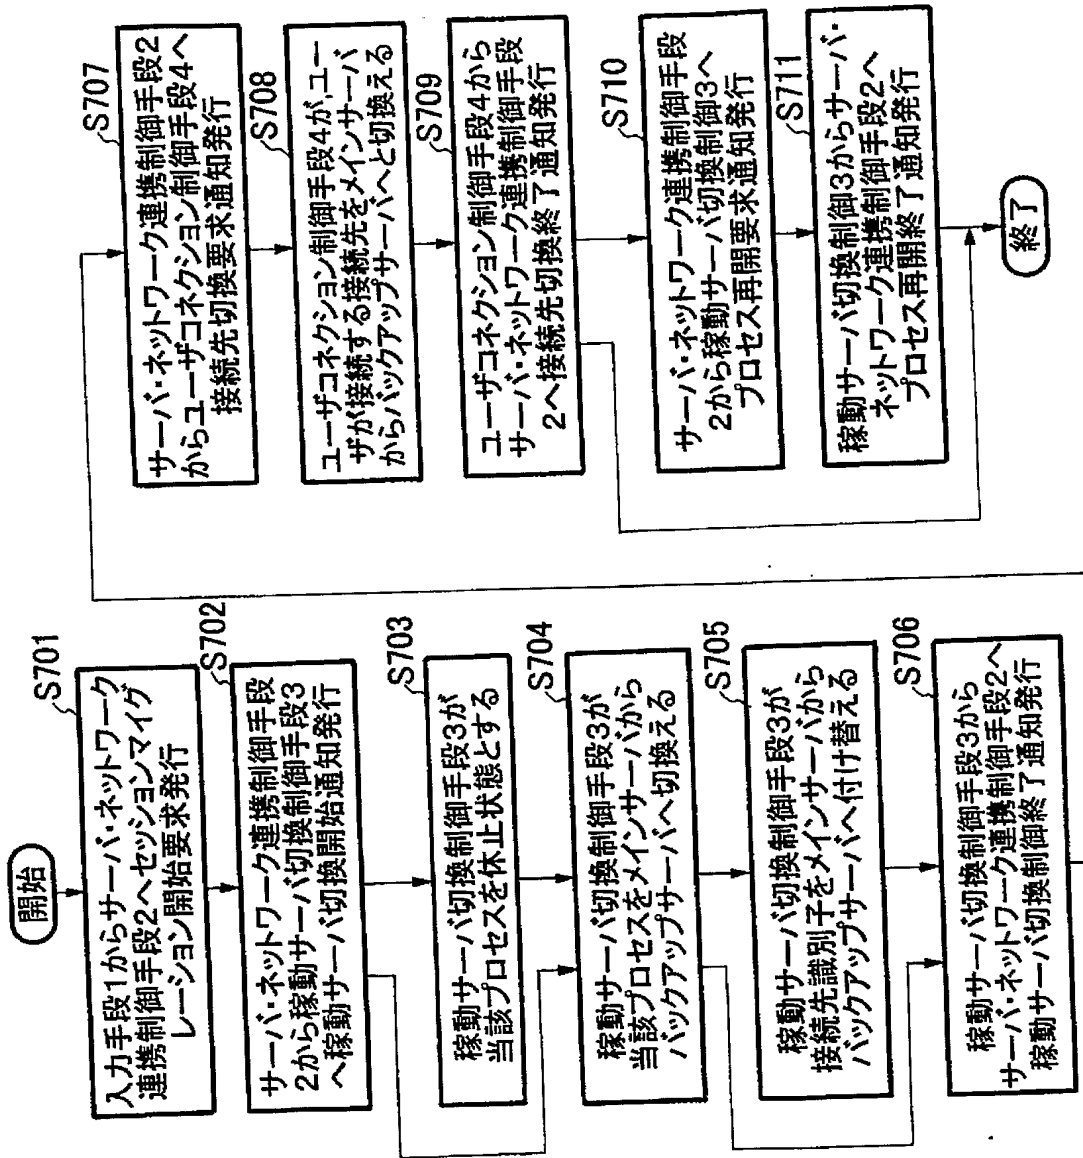 開始
S701
入力手段1からサーバ・ネットワーク
連携制御手段2へセッションマイグ
レーション開始要求発行
S702
サーバ・ネットワーク連携制御手段
2から稼動サーバ切換制御手段3
へ稼動サーバ切換開始通知発行
S703
稼動サーバ切換制御手段3が
当該プロセスを休止状態とする
S704
稼動サーバ切換制御手段3が
当該プロセスをメインサーバから
バックアップサーバへ切換える
S705
稼動サーバ切換制御手段3が
接続先識別子をメインサーバから
バックアップサーバへ付け替える
S706
稼動サーバ切換制御手段3から
サーバ・ネットワーク連携制御手段2へ
稼動サーバ切換制御終了通知発行
S707
サーバ・ネットワーク連携制御手段2
からユーザコネクション制御手段4へ
接続先切換要求通知発行
S708
ユーザコネクション制御手段4が,ユー
ザが接続する接続先をメインサーバ
からバックアップサーバへと切換える
S709
ユーザコネクション制御手段4から
サーバ・ネットワーク連携制御手段
2へ接続先切換終了通知発行
S710
サーバ・ネットワーク連携制御手段
2から稼動サーバ切換制御3へ
プロセス再開要求通知発行
S711
稼動サーバ切換制御3からサーバ・
ネットワーク連携制御手段2へ
プロセス再開終了通知発行
終了